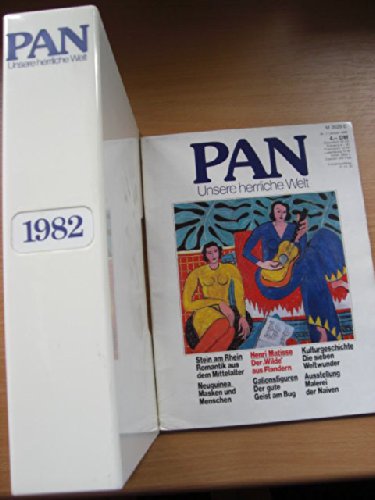 PAN
Unsere herrliche Welt
1982
PAN
Unsere herrliche Welt
Stein am Rhein
Romantik aus
dem Mittelalter
Neuguinea
Masken und
Menschen
Henri Matisse
Der 'Wilde'
aus Flandern
Galionsfiguren
Der gute
Geist am Bug
Kulturgeschichte
Die sieben
Weltwunder
Ausstellung
Malerei
der Naiven